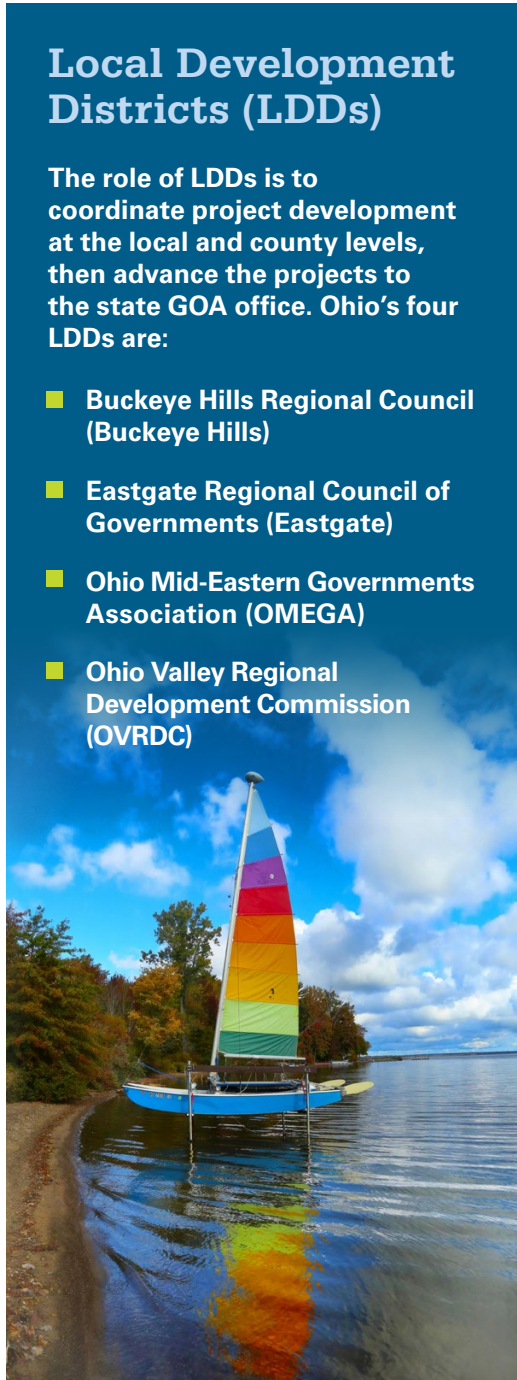 Local Development
Districts (LDDs)
The role of LDDs is to
coordinate project development
at the local and county levels,
then advance the projects to
the state GOA office. Ohio’s four
LDDs are:
Buckeye Hills Regional Council
(Buckeye Hills)
Eastgate Regional Council of
Governments (Eastgate)
Ohio Mid-Eastern Governments
Association (OMEGA)
Ohio Valley Regional
Development Commission
(OVRDC)